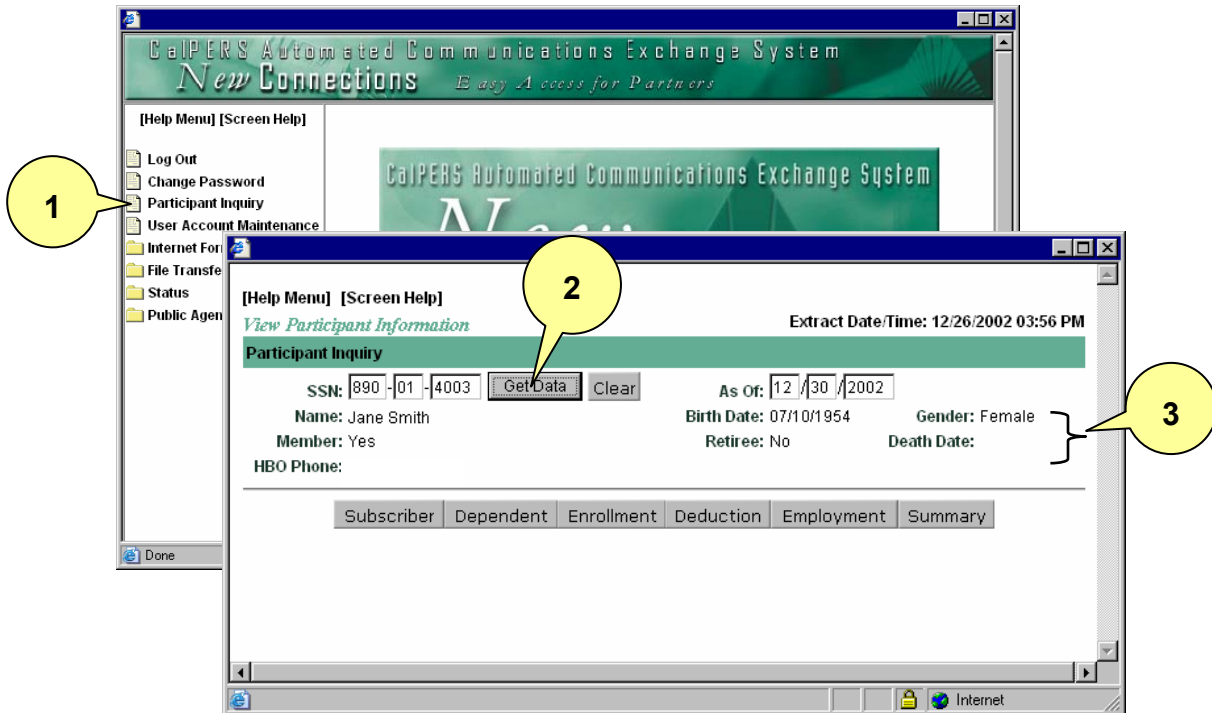 CalPERS Automated Communications Exchange System
New Connections Easy Access for Partners
[Help Menu] [Screen Help]
Log Out
Change Password
Participant Inquiry
User Account Maintenance
Internet For
File Transfe
Status
Public Agen
Done
CalPERS Automated Communications Exchange System
New
1
2
3
[Help Menu] [Screen Help]
View Participant Information Extract Date/Time: 12/26/2002 03:56 PM
Participant Inquiry
SSN: 890 - 01 - 4003 Get Data Clear As Of: 12 / 30 / 2002
Name: Jane Smith Birth Date: 07/10/1954 Gender: Female
Member: Yes Retiree: No Death Date:
HBO Phone:
Subscriber Dependent Enrollment Deduction Employment Summary
Internet